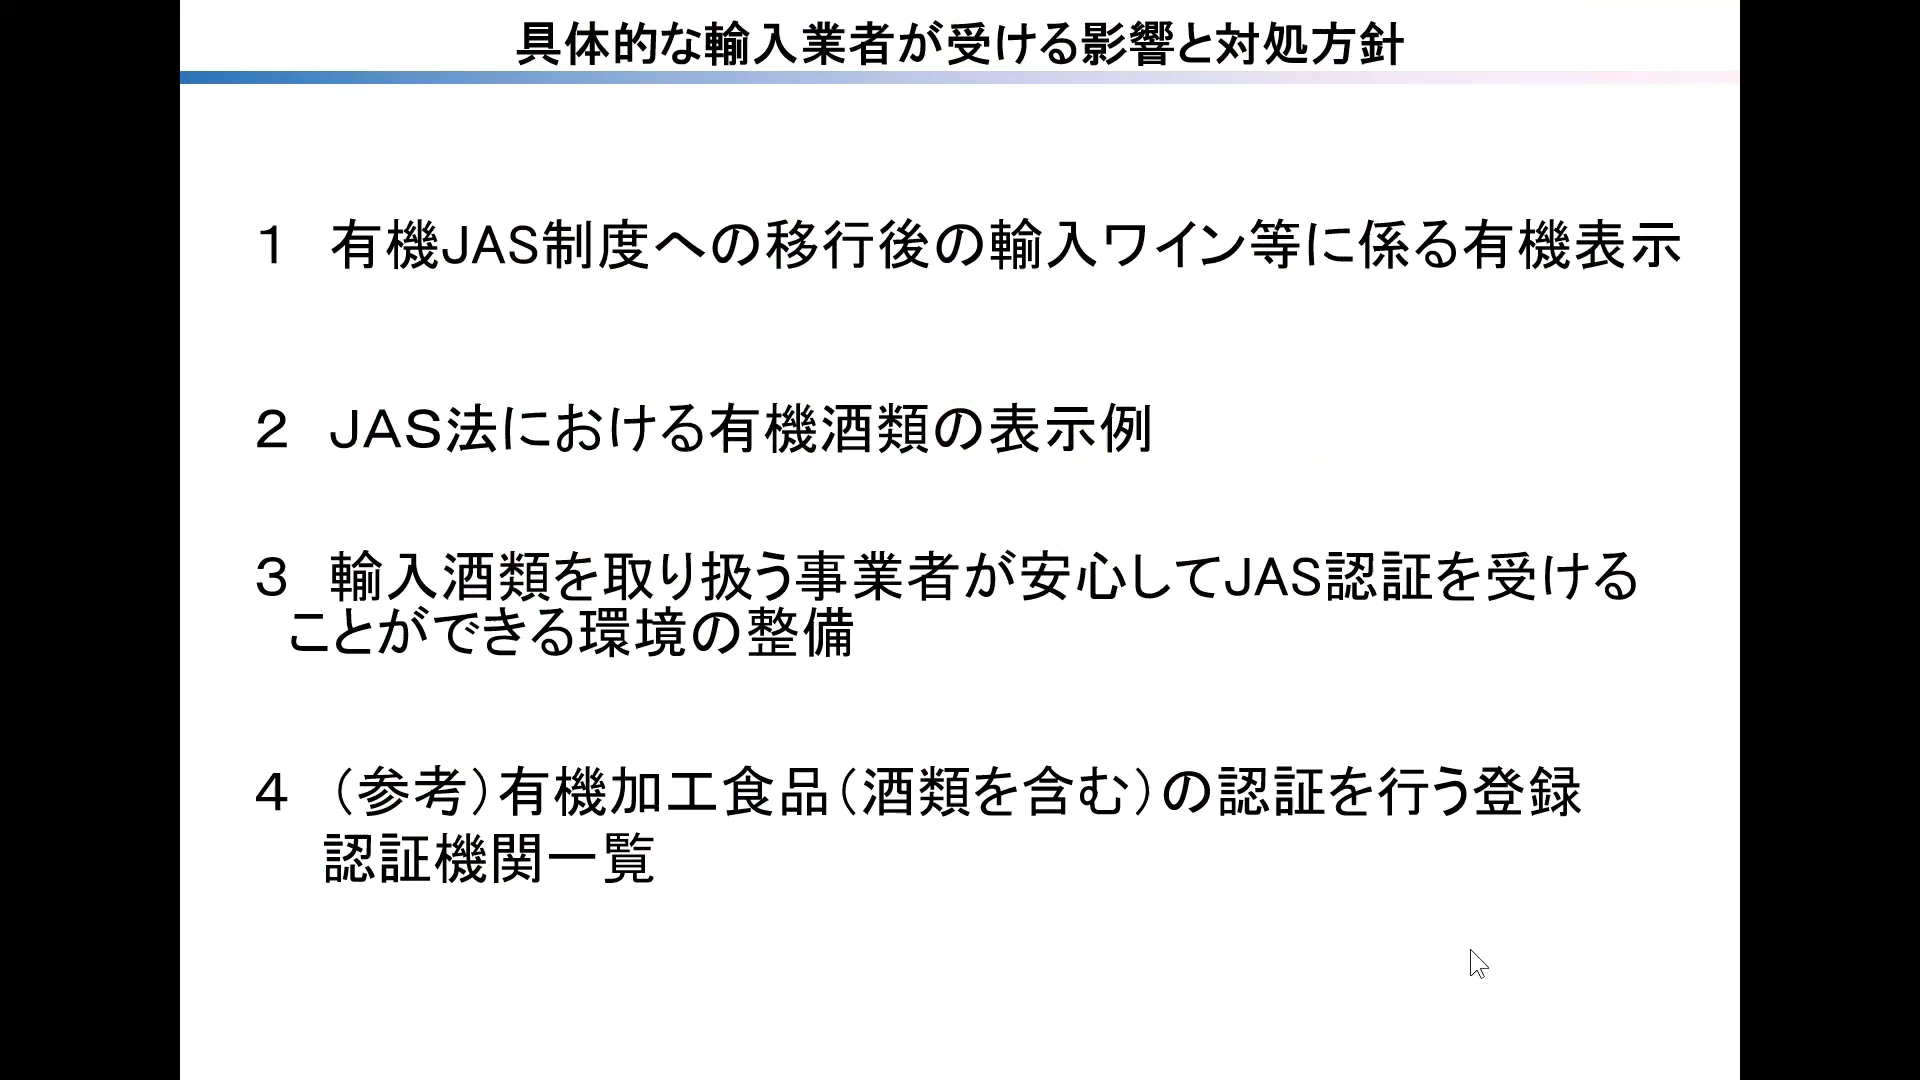 具体的な輸入業者が受ける影響と対処方針
１　有機JAS制度への移行後の輸入ワイン等に係る有機表示
２　ＪＡＳ法における有機酒類の表示例
３　輸入酒類を取り扱う事業者が安心してJAS認証を受ける
ことができる環境の整備
４　（参考）有機加工食品（酒類を含む）の認証を行う登録
認証機関一覧